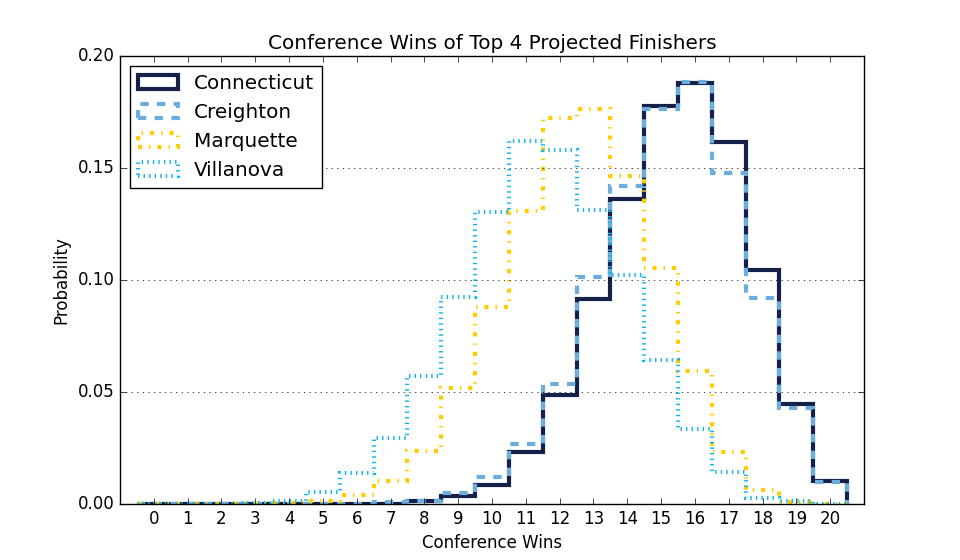 Conference Wins of Top 4 Projected Finishers
0.20
Connecticut
Creighton
Marquette
Villanova
0.15
0.10
0.05
0.00
Probability
0 1 2 3 4 5 6 7 8 9 10 11 12 13 14 15 16 17 18 19 20
Conference Wins